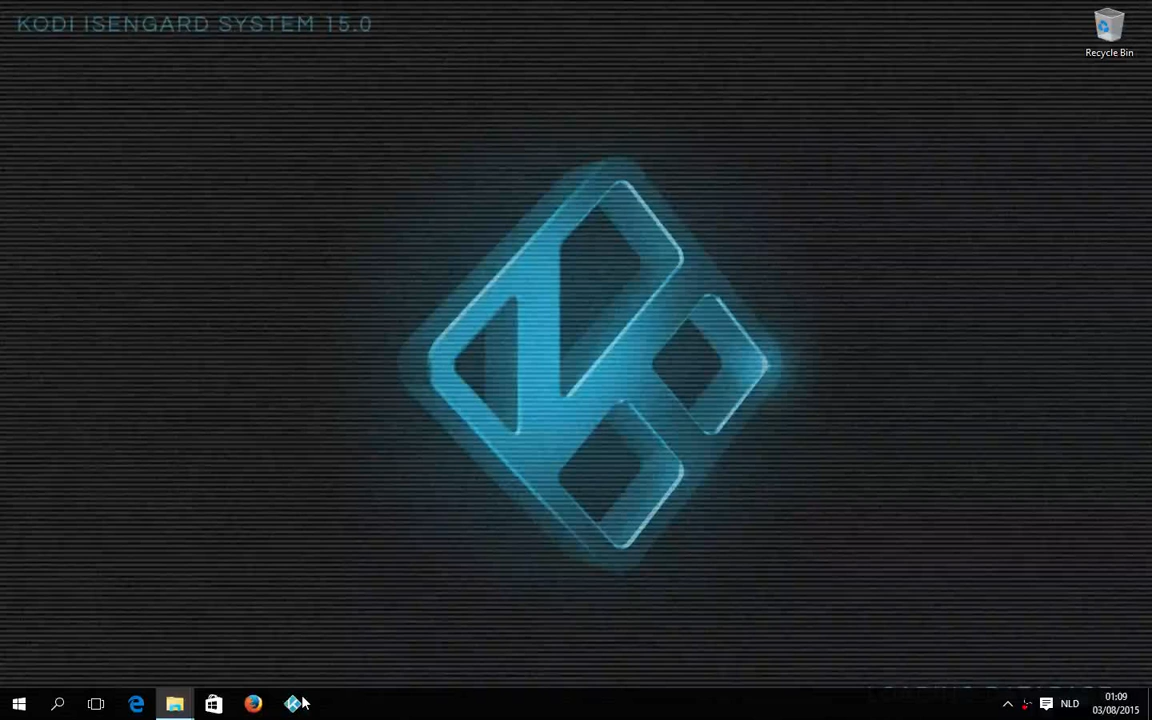 KODI ISENGARD SYSTEM 15.0
Recycle Bin
NLD
01:09
03/08/2015